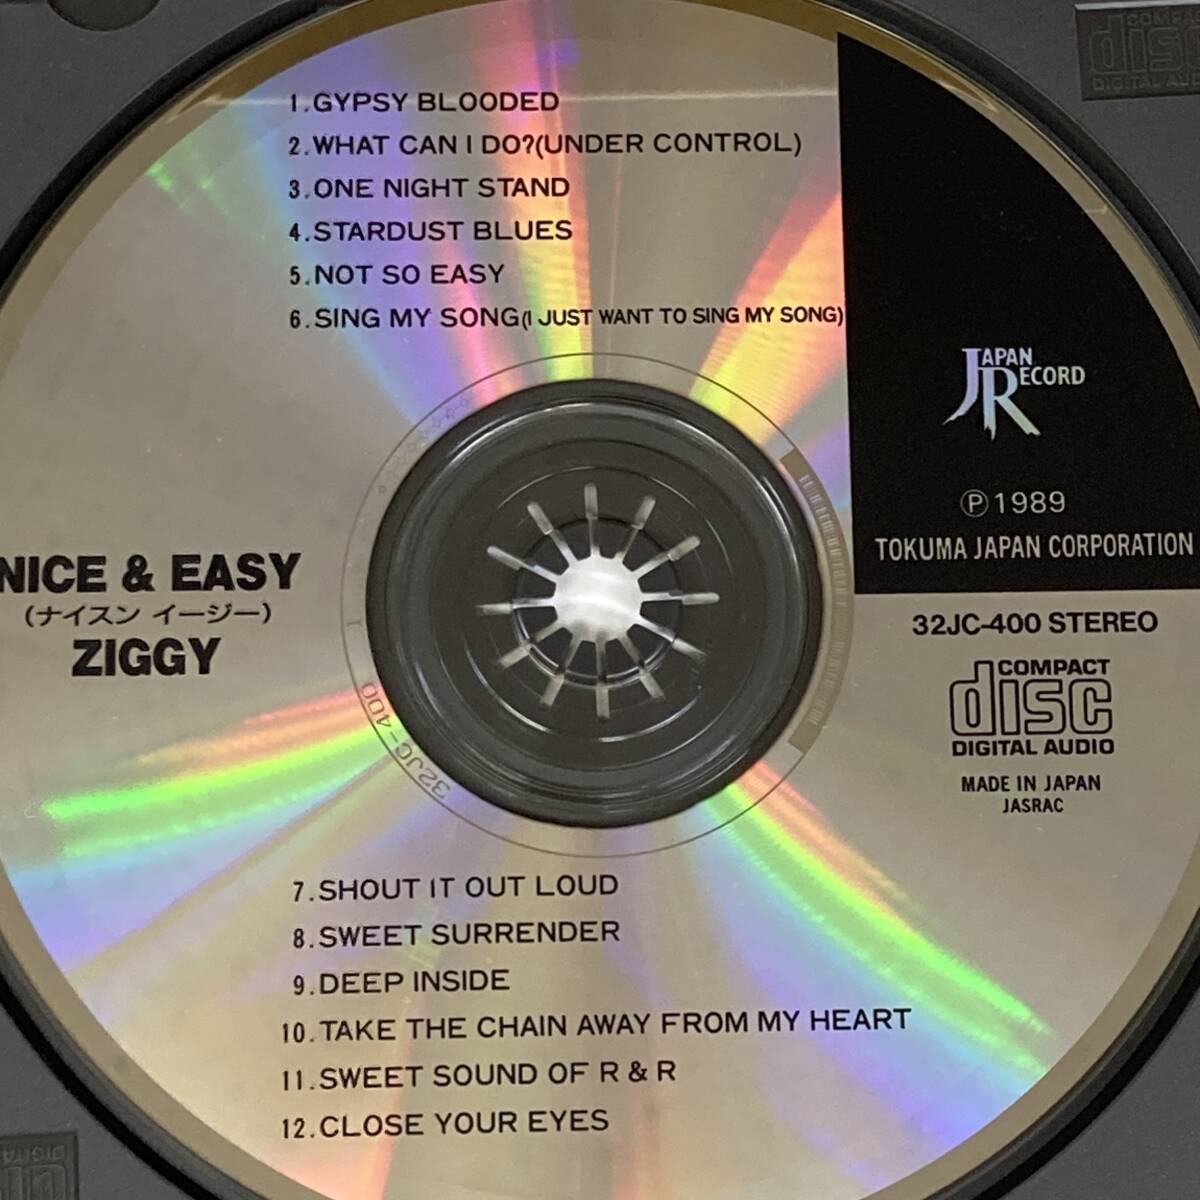 1.GYPSY BLOODED
2.WHAT CAN I DO?(UNDER CONTROL)
3.ONE NIGHT STAND
4.STARDUST BLUES
5.NOT SO EASY
6.SING MY SONG(I JUST WANT TO SING MY SONG)
JAPAN RECORD
Ⓟ1989
TOKUMA JAPAN CORPORATION
NICE & EASY
(ナイスン イージー)
ZIGGY
32JC-400 STEREO
COMPACT
disc
DIGITAL AUDIO
MADE IN JAPAN
JASRAC
32JC-400
7.SHOUT IT OUT LOUD
8.SWEET SURRENDER
9.DEEP INSIDE
10.TAKE THE CHAIN AWAY FROM MY HEART
11.SWEET SOUND OF R & R
12.CLOSE YOUR EYES